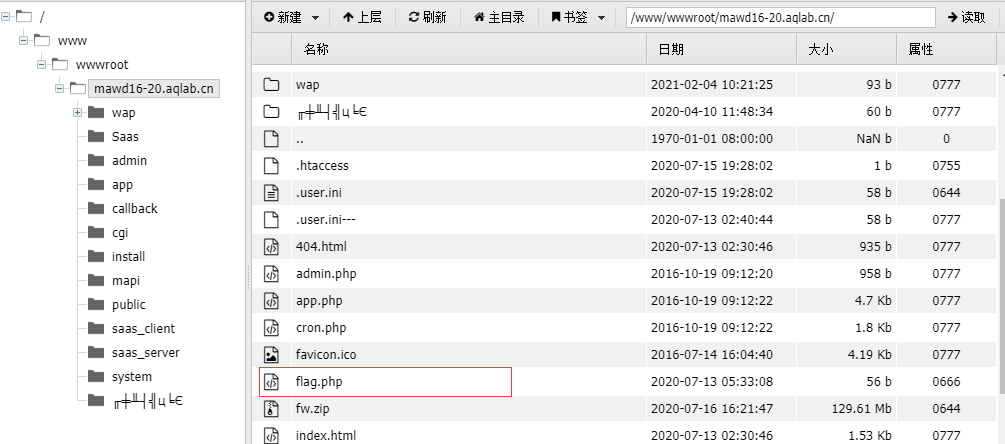 /
www
wwwroot
mawd16-20.aqlab.cn
wap
Saas
admin
app
callback
cgi
install
mapi
public
saas_client
saas_server
system
新建 上层 刷新 主目录 书签 /www/wwwroot/mawd16-20.aqlab.cn/ 读取
名称 日期 大小 属性
wap 2021-02-04 10:21:25 93 b 0777
2020-04-10 11:48:34 60 b 0777
.. 1970-01-01 08:00:00 NaN b 0
.htaccess 2020-07-15 19:28:02 1 b 0755
.user.ini 2020-07-15 19:28:02 58 b 0644
.user.ini--- 2020-07-13 02:40:44 58 b 0777
404.html 2020-07-13 02:30:46 935 b 0777
admin.php 2016-10-19 09:12:20 958 b 0777
app.php 2016-10-19 09:12:22 4.7 Kb 0777
cron.php 2016-10-19 09:12:22 1.8 Kb 0777
favicon.ico 2016-07-14 16:04:40 4.19 Kb 0777
flag.php 2020-07-13 05:33:08 56 b 0666
fw.zip 2020-07-16 16:21:47 129.61 Mb 0644
index.html 2020-07-13 02:30:46 1.53 Kb 0777